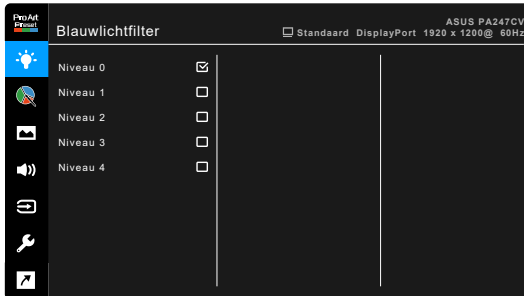 ProArt
Preset
Blauwlichtfilter
ASUS PA247CV
Standaard DisplayPort 1920 x 1200@ 60Hz
Niveau 0
Niveau 1
Niveau 2
Niveau 3
Niveau 4